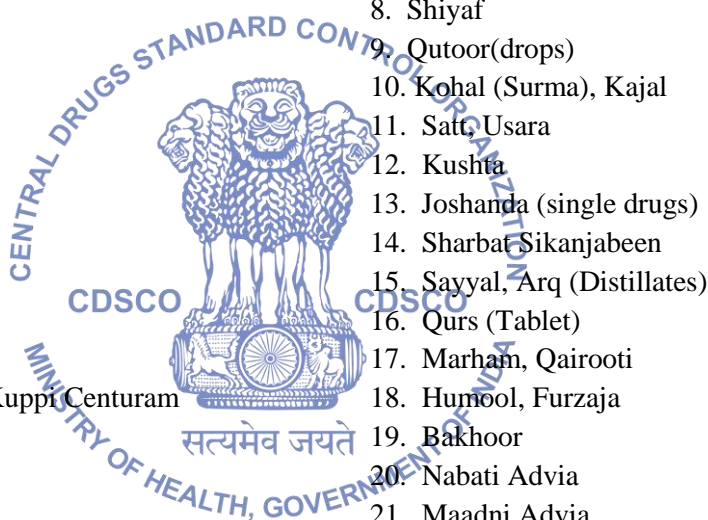 8. Shiyaf
9. Qutoor(drops)
10. Kohal (Surma), Kajal
11. Satt, Usara
12. Kushta
13. Joshanda (single drugs)
14. Sharbat Sikanjabeen
15. Sayyal, Arq (Distillates)
16. Qurs (Tablet)
17. Marham, Qairooti
Kuppi Centuram
18. Humool, Furzaja
19. Bakhoor
20. Nabati Advia
21. Maadni Advia
CENTRAL DRUGS STANDARD CONTROL ORGANIZATION
CDSCO
CDSCO
सत्यमेव जयते
MINISTRY OF HEALTH, GOVERNMENT OF INDIA